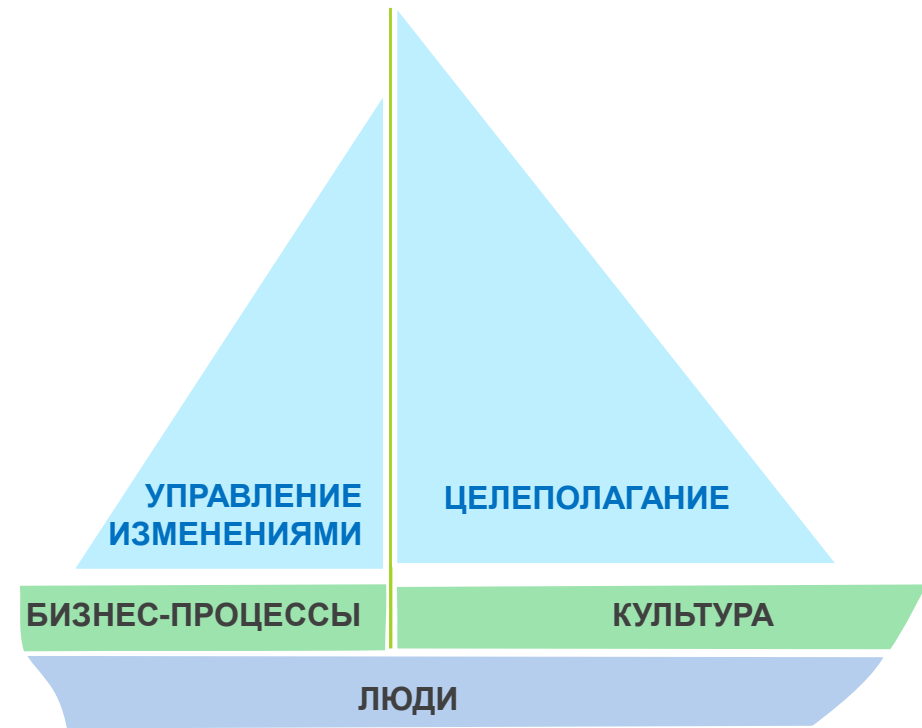 УПРАВЛЕНИЕ
ИЗМЕНЕНИЯМИ
ЦЕЛЕПОЛАГАНИЕ
БИЗНЕС-ПРОЦЕССЫ
КУЛЬТУРА
ЛЮДИ